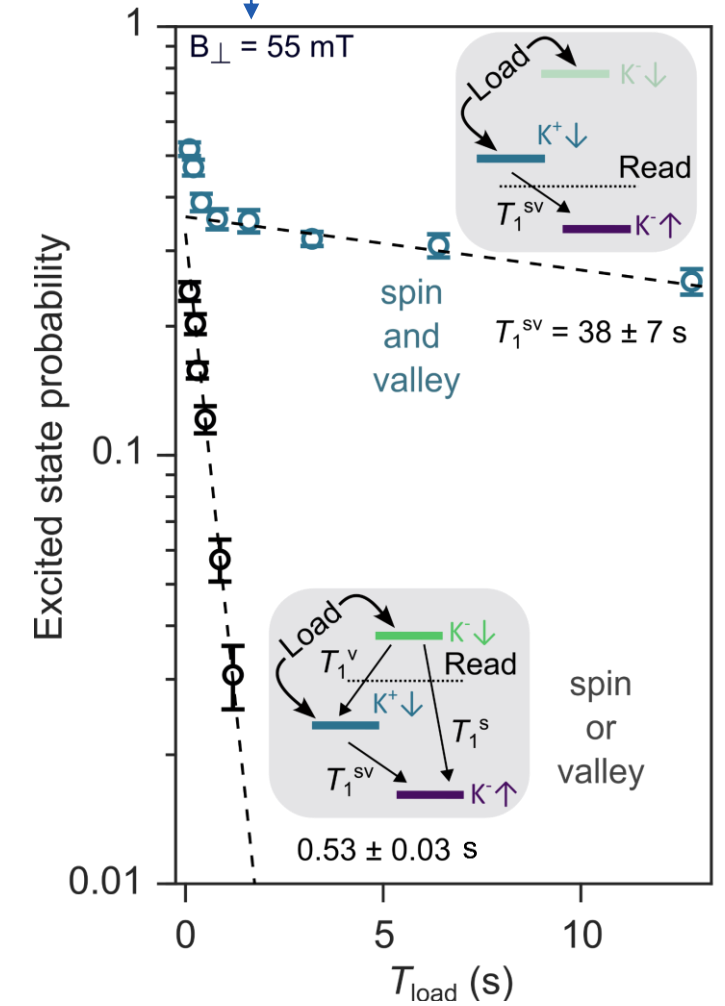 1
B⊥ = 55 mT
Load
K⁻↓
K⁺↓
Read
T₁ˢᵛ
K⁻↑
spin
and
valley
T₁ˢᵛ = 38 ± 7 s
Excited state probability
0.1
Load
K⁻↓
T₁ᵛ
Read
K⁺↓
T₁ˢ
T₁ˢᵛ
K⁻↑
spin
or
valley
0.53 ± 0.03 s
0.01
0 5 10
T_load (s)